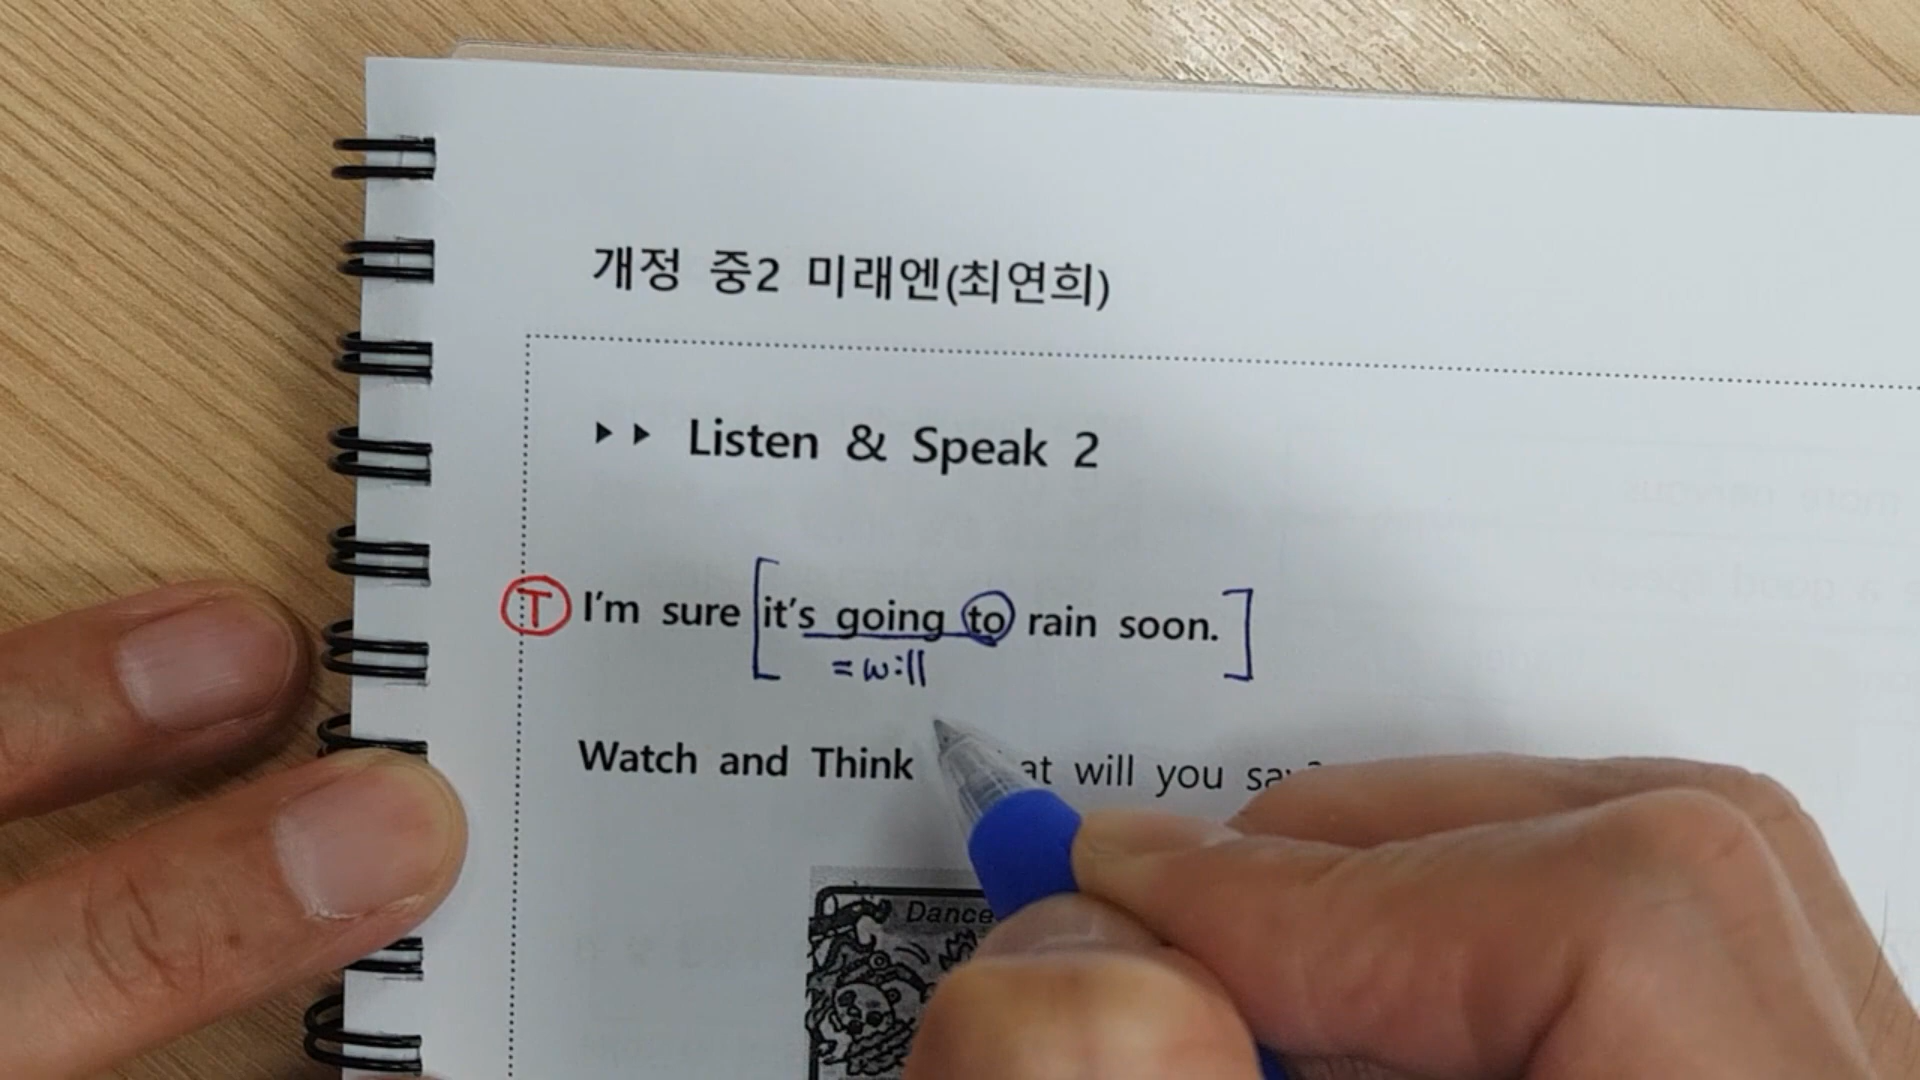 개정 중2 미래엔(최연희)
▶▶ Listen & Speak 2
Ⓣ I'm sure [it's going to rain soon.]
=will
Watch and Think will you
Dance